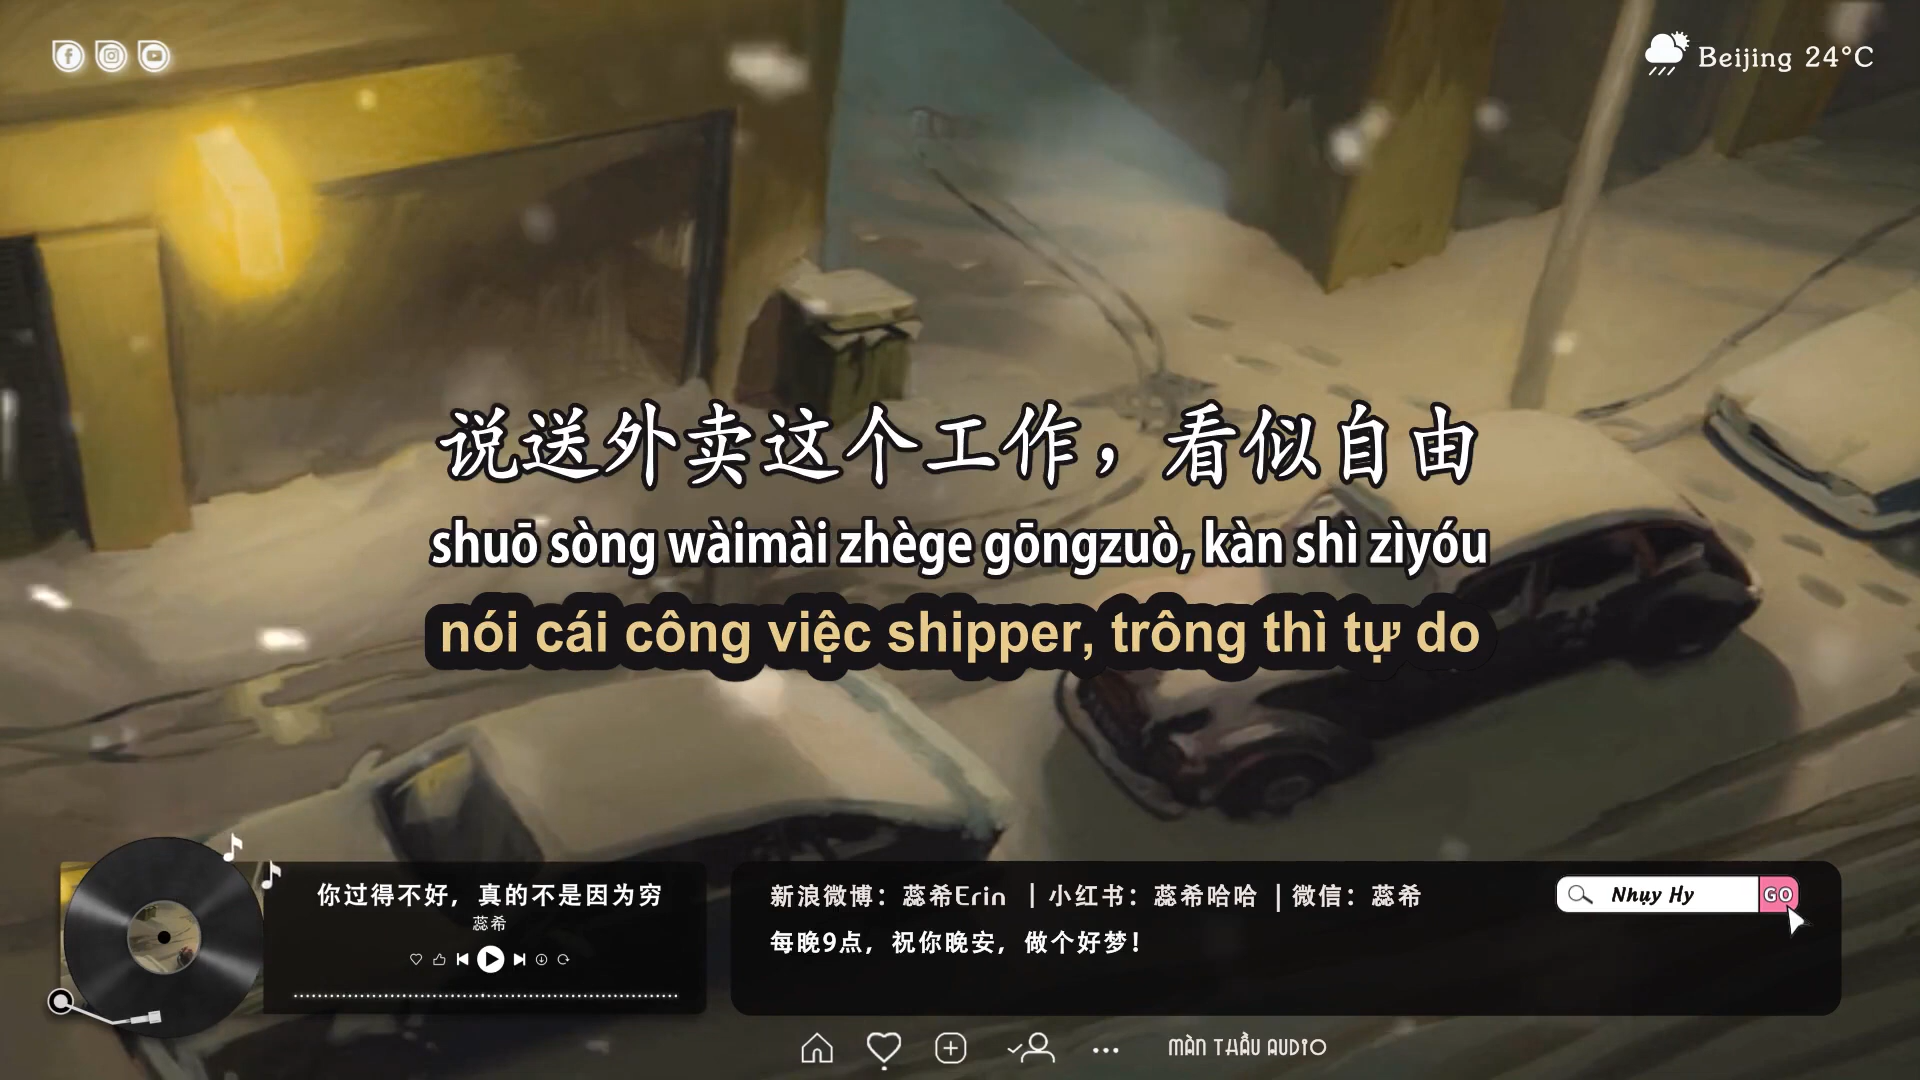 Beijing 24°C
说送外卖这个工作，看似自由
shuō sòng wàimài zhège gōngzuò, kàn shì zìyóu
nói cái công việc shipper, trông thì tự do
你过得不好，真的不是因为穷
蕊希
新浪微博：蕊希Erin ｜小红书：蕊希哈哈 ｜微信：蕊希
每晚9点，祝你晚安，做个好梦！
Nhụy Hy
GO
MÀN THẦU AUDIO